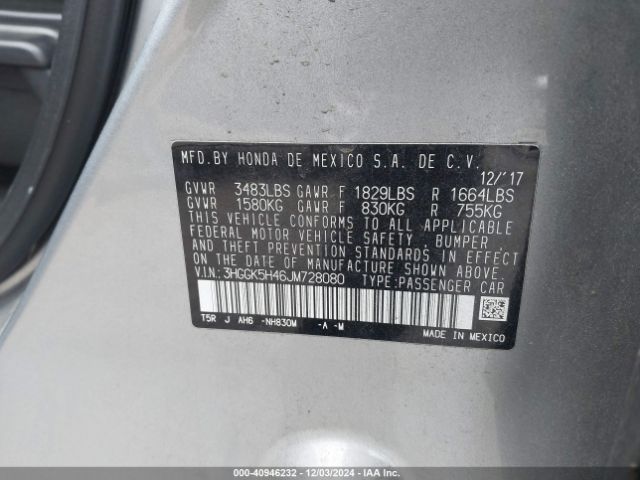 MFD.BY HONDA DE MEXICO S.A. DE C.V.
12/'17
GVWR 3483LBS GAWR F 1829LBS R 1664LBS
GVWR 1580KG GAWR F 830KG R 755KG
THIS VEHICLE CONFORMS TO ALL APPLICABLE
FEDERAL MOTOR VEHICLE SAFETY, BUMPER, AND
THEFT PREVENTION STANDARDS IN EFFECT
ON THE DATE OF MANUFACTURE SHOWN ABOVE.
V.I.N.: 3HGGK5H46JM728080 TYPE:PASSENGER CAR
T5R J AH6 -NH830M -A -M
MADE IN MEXICO
000-40946232 - 12/03/2024 - IAA Inc.